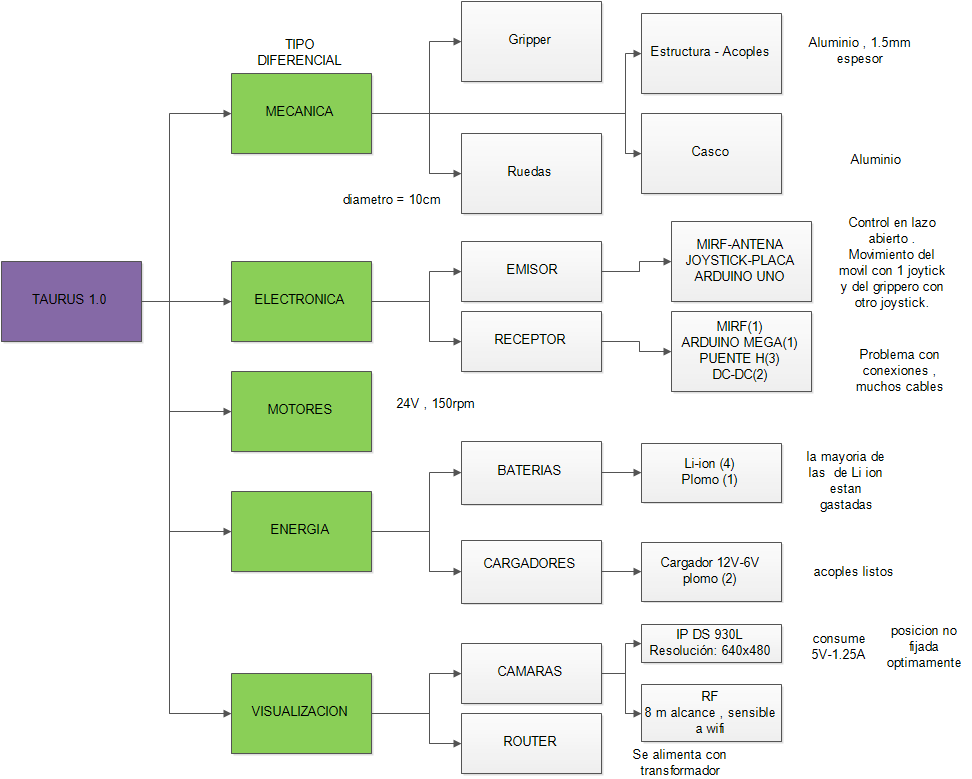 TAURUS 1.0
TIPO
DIFERENCIAL
MECANICA
Gripper
Ruedas
diametro = 10cm
Estructura - Acoples
Aluminio , 1.5mm
espesor
Casco
Aluminio
ELECTRONICA
EMISOR
MIRF-ANTENA
JOYSTICK-PLACA
ARDUINO UNO
Control en lazo
abierto .
Movimiento del
movil con 1 joytick
y del grippero con
otro joystick.
RECEPTOR
MIRF(1)
ARDUINO MEGA(1)
PUENTE H(3)
DC-DC(2)
Problema con
conexiones ,
muchos cables
MOTORES
24V , 150rpm
ENERGIA
BATERIAS
Li-ion (4)
Plomo (1)
la mayoria de
las  de Li ion
estan
gastadas
CARGADORES
Cargador 12V-6V
plomo (2)
acoples listos
VISUALIZACION
CAMARAS
IP DS 930L
Resolución: 640x480
consume
5V-1.25A
posicion no
fijada
optimamente
RF
8 m alcance , sensible
a wifi
ROUTER
Se alimenta con
transformador